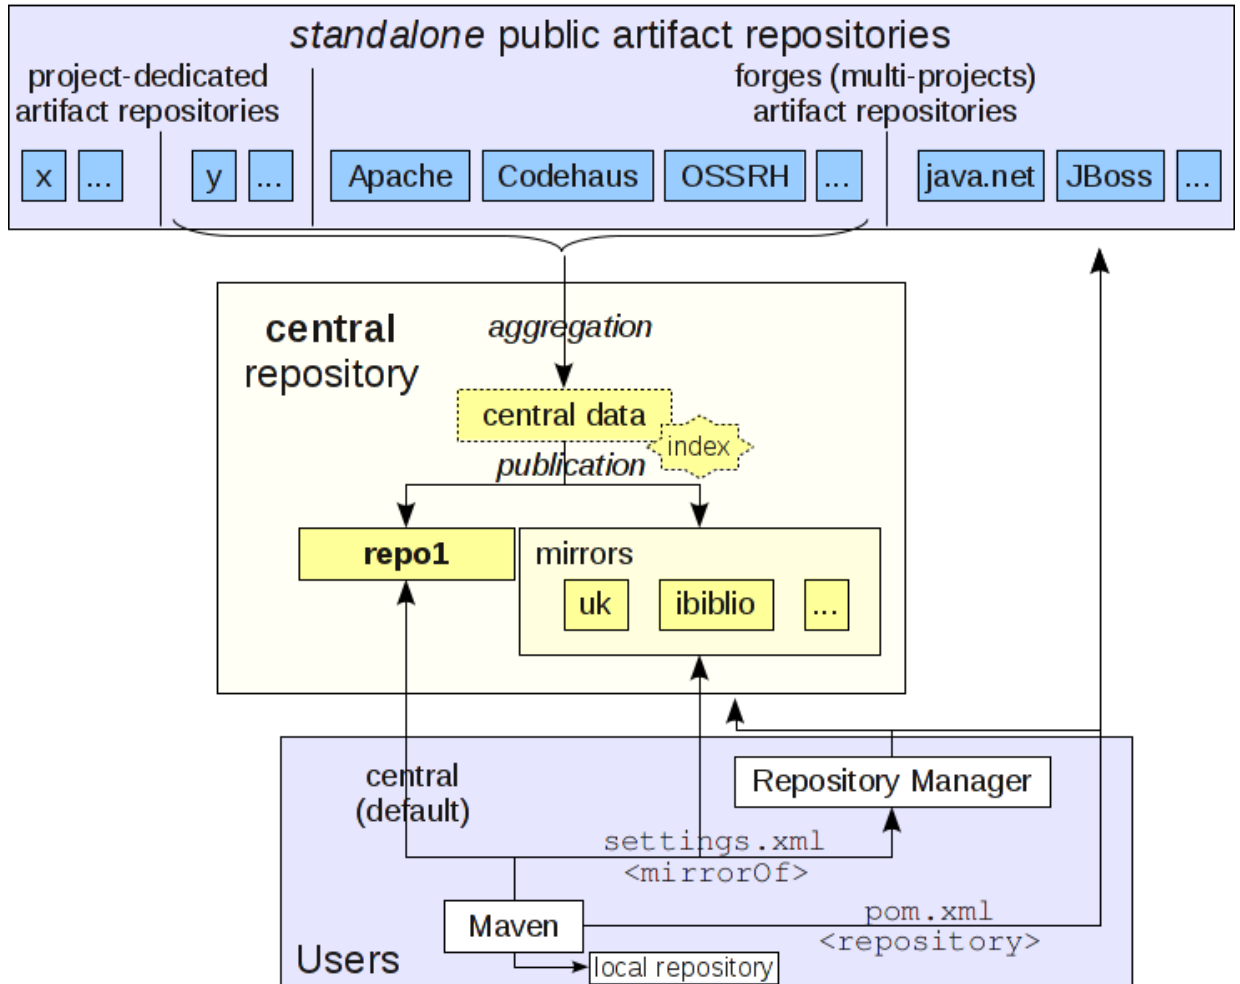 standalone public artifact repositories
project-dedicated
artifact repositories
forges (multi-projects)
artifact repositories
x
...
y
...
Apache
Codehaus
OSSRH
...
java.net
JBoss
...
central
repository
aggregation
central data
index
publication
repo1
mirrors
uk
ibiblio
...
central
(default)
Repository Manager
settings.xml
<mirrorOf>
Maven
pom.xml
<repository>
Users
local repository